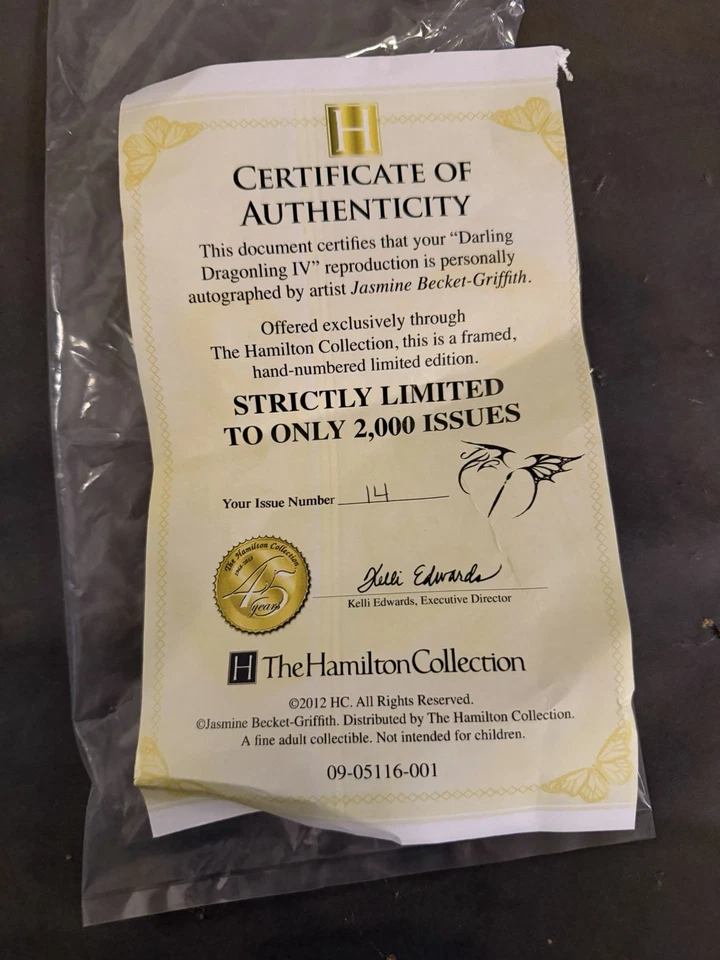 H
CERTIFICATE OF
AUTHENTICITY
This document certifies that your “Darling
Dragonling IV” reproduction is personally
autographed by artist Jasmine Becket-Griffith.
Offered exclusively through
The Hamilton Collection, this is a framed,
hand-numbered limited edition.
STRICTLY LIMITED
TO ONLY 2,000 ISSUES
Your Issue Number 14
The Hamilton Collection
45
years
Kelli Edwards
Kelli Edwards, Executive Director
H The Hamilton Collection
©2012 HC. All Rights Reserved.
©Jasmine Becket-Griffith. Distributed by The Hamilton Collection.
A fine adult collectible. Not intended for children.
09-05116-001